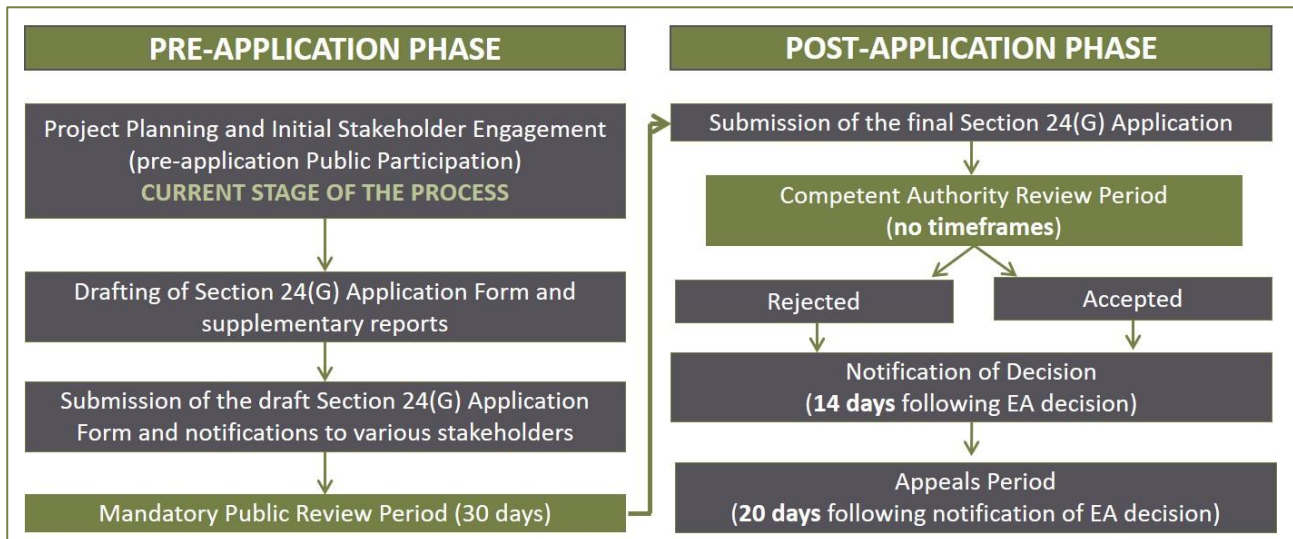 PRE-APPLICATION PHASE
Project Planning and Initial Stakeholder Engagement
(pre-application Public Participation)
CURRENT STAGE OF THE PROCESS
Drafting of Section 24(G) Application Form and
supplementary reports
Submission of the draft Section 24(G) Application
Form and notifications to various stakeholders
Mandatory Public Review Period (30 days)
POST-APPLICATION PHASE
Submission of the final Section 24(G) Application
Competent Authority Review Period
(no timeframes)
Rejected
Accepted
Notification of Decision
(14 days following EA decision)
Appeals Period
(20 days following notification of EA decision)